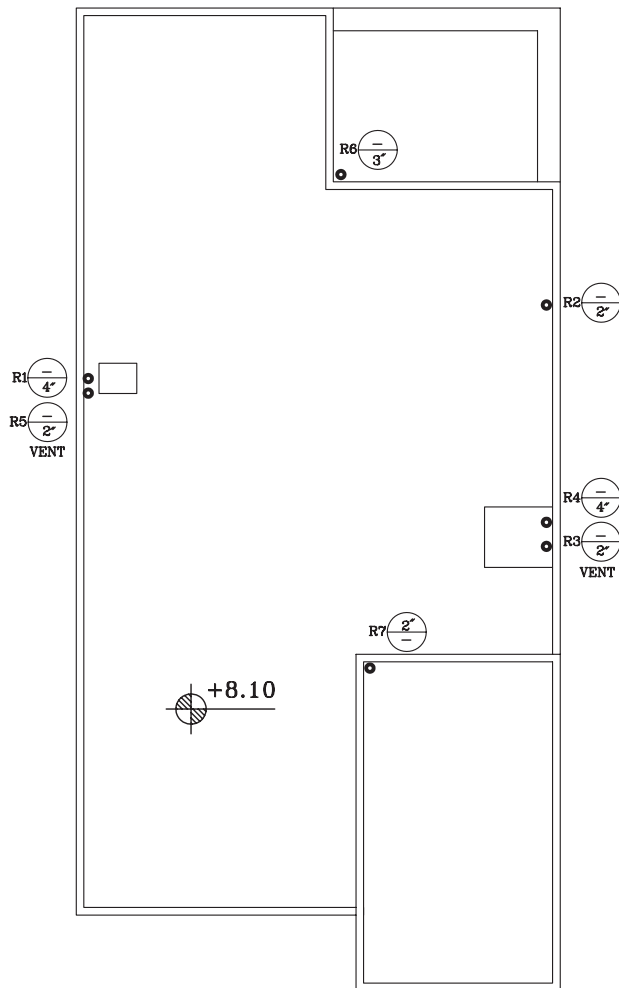 R6
—
3"
R2
—
2"
R1
—
4"
R5
—
2"
VENT
R4
—
4"
R3
—
2"
VENT
R7
2"
—
+8.10